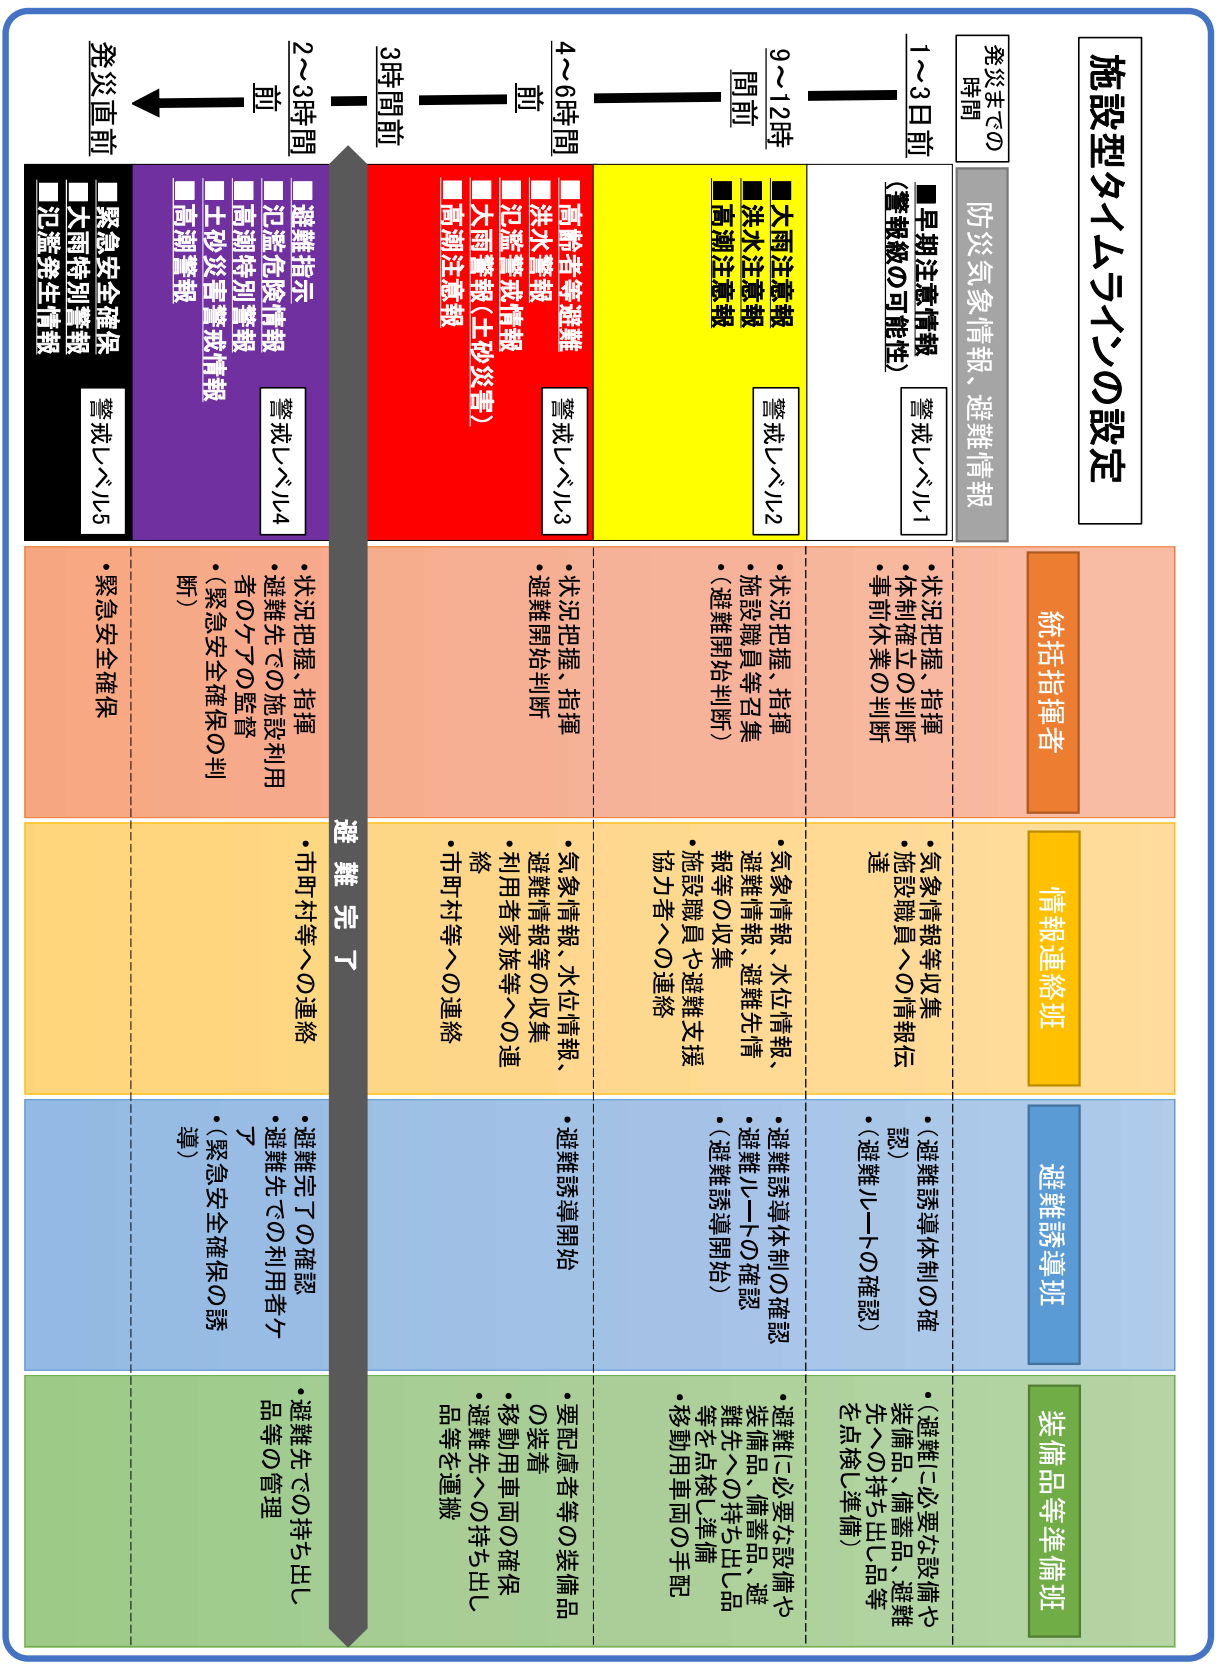 施設型タイムラインの設定
発災までの
時間
防災気象情報、避難情報
統括指揮者
情報連絡班
避難誘導班
装備品等準備班
1～3日前
■早期注意情報
（警報級の可能性）
警戒レベル1
・状況把握、指揮
・体制確立の判断
・事前休業の判断
・気象情報等収集
・施設職員への情報伝
達
・（避難誘導体制の確
認）
・（避難ルートの確認）
・（避難に必要な設備や
装備品、備蓄品、避難
先への持ち出し品等
を点検し準備）
9～12時
間前
■大雨注意報
■洪水注意報
■高潮注意報
警戒レベル2
・状況把握、指揮
・施設職員等召集
・（避難開始判断）
・気象情報、水位情報、
避難情報、避難先情
報等の収集
・施設職員や避難支援
協力者への連絡
・避難誘導体制の確認
・避難ルートの確認
・（避難誘導開始）
・避難に必要な設備や
装備品、備蓄品、避
難先への持ち出し品
等を点検し準備
・移動用車両の手配
4～6時間
前
■高齢者等避難
■洪水警報
■氾濫警戒情報
■大雨警報（土砂災害）
■高潮注意報
警戒レベル3
・状況把握、指揮
・避難開始判断
・気象情報、水位情報、
避難情報等の収集
・利用者家族等への連
絡
・市町村等への連絡
・避難誘導開始
・要配慮者等の装備品
の装着
・移動用車両の確保
・避難先への持ち出し
品等を運搬
3時間前
避難完了
2～3時間
前
■避難指示
■氾濫危険情報
■高潮特別警報
■土砂災害警戒情報
■高潮警報
警戒レベル4
・状況把握、指揮
・避難先での施設利用
者のケアの監督
・（緊急安全確保の判
断）
・市町村等への連絡
・避難完了の確認
・避難先での利用者ケ
ア
・（緊急安全確保の誘
導）
・避難先での持ち出し
品等の管理
発災直前
■緊急安全確保
■大雨特別警報
■氾濫発生情報
警戒レベル5
・緊急安全確保